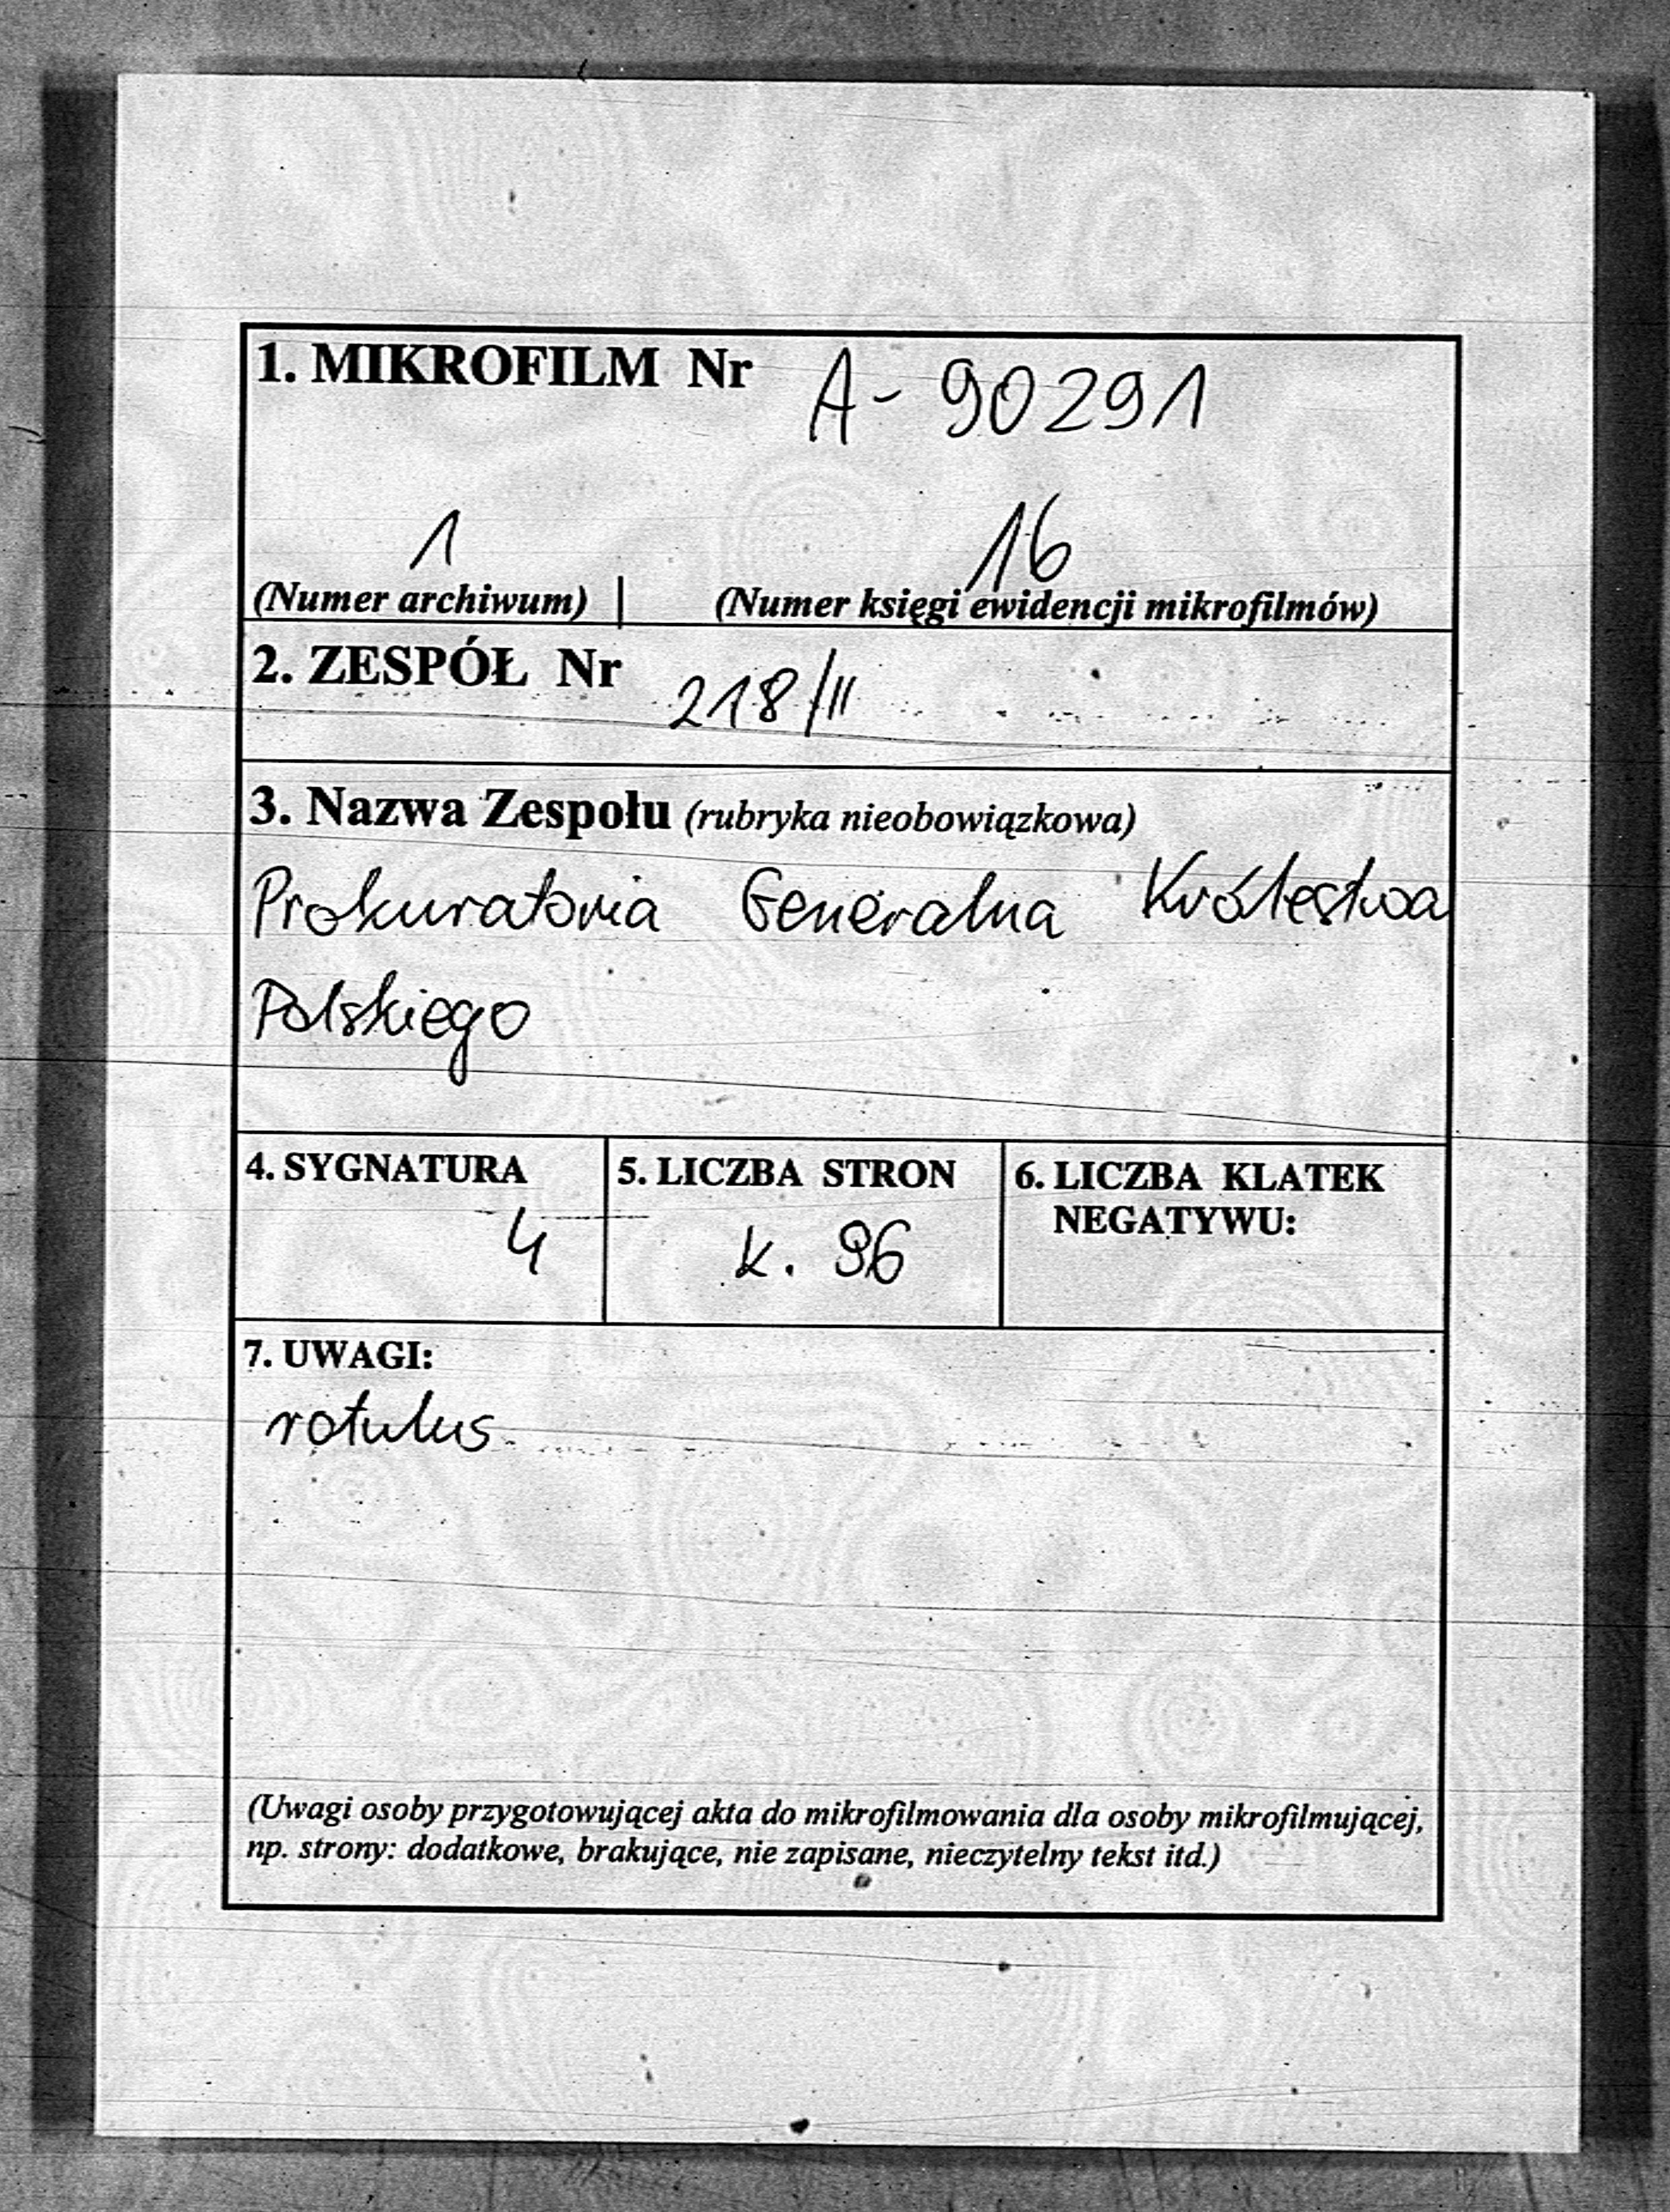 1. MIKROFILM Nr A-90291
1 16
(Numer archiwum) | (Numer księgi ewidencji mikrofilmów)
2. ZESPÓŁ Nr 218/II
3. Nazwa Zespołu (rubryka nieobowiązkowa)
Prokuratoria Generalna Królestwa
Polskiego
4. SYGNATURA 5. LICZBA STRON 6. LICZBA KLATEK
NEGATYWU:
4 k. 96
7. UWAGI:
rotulus
(Uwagi osoby przygotowującej akta do mikrofilmowania dla osoby mikrofilmującej,
np. strony: dodatkowe, brakujące, nie zapisane, nieczytelny tekst itd.)